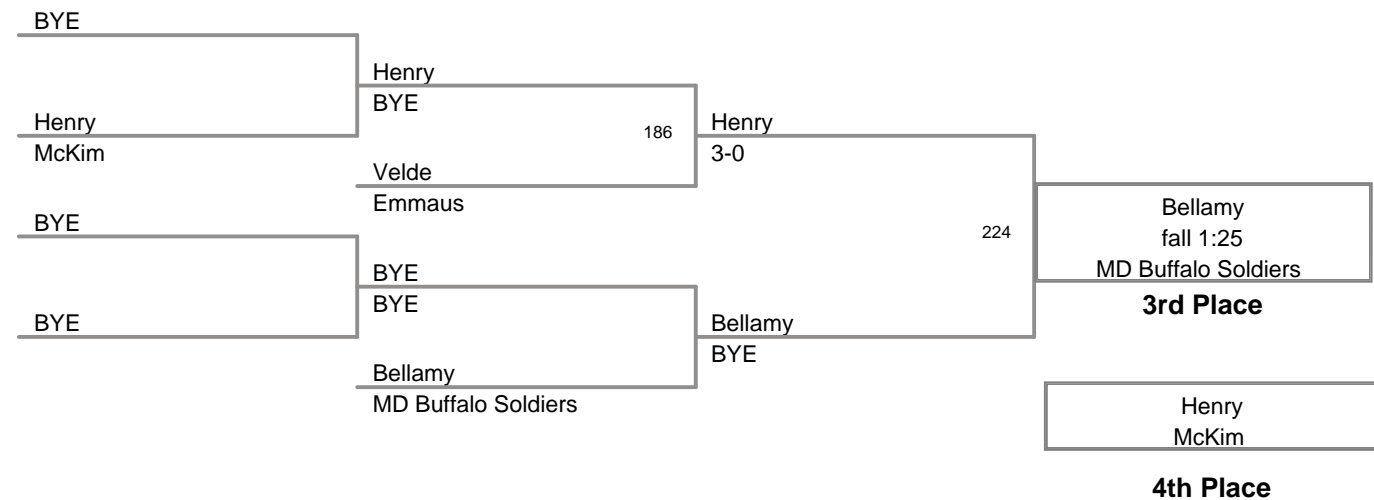 BYE
Henry
BYE
Henry
McKim
186
Henry
3-0
Velde
Emmaus
BYE
Bellamy
fall 1:25
MD Buffalo Soldiers
224
BYE
BYE
3rd Place
BYE
Bellamy
BYE
Bellamy
MD Buffalo Soldiers
Henry
McKim
4th Place